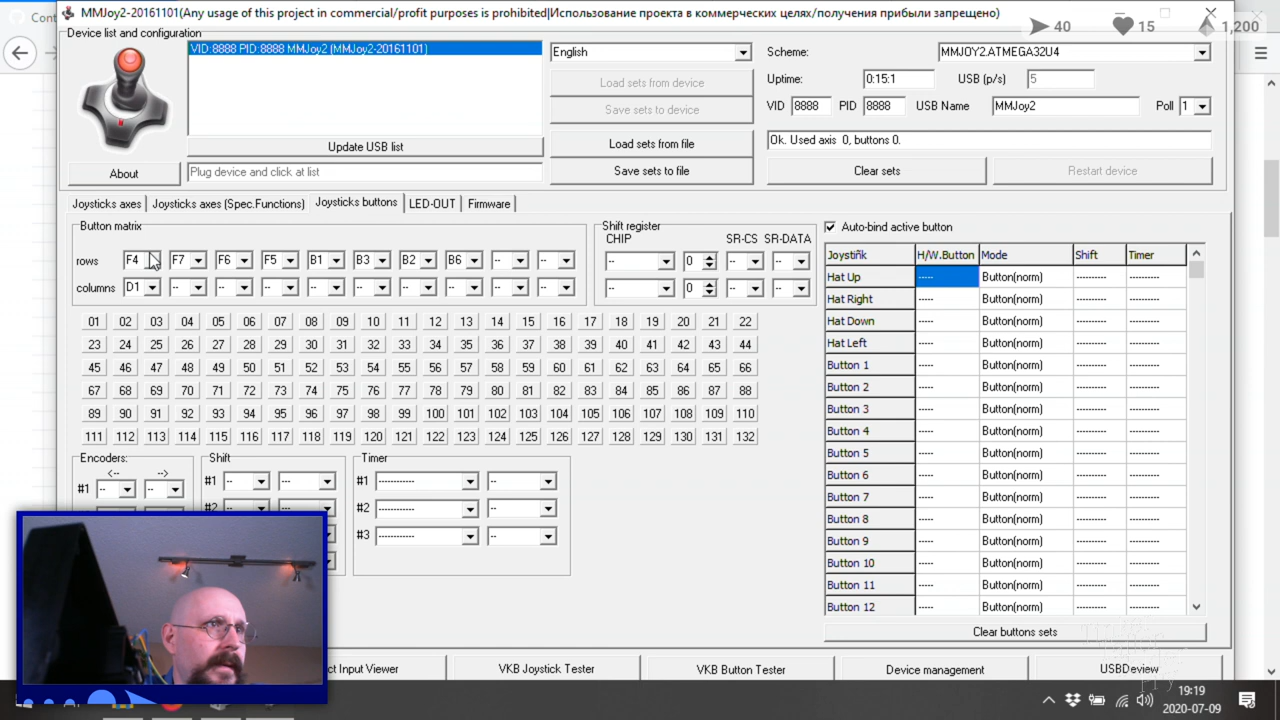 MMJoy2-20161101(Any usage of this project in commercial/profit purposes is prohibited|Использование проекта в коммерческих целях/получения прибыли запрещено)
40 15 1,200
Device list and configuration
VID:8888 PID:8888 MMJoy2 (MMJoy2-20161101)
English
Scheme: MMJOY2.ATMEGA32U4
Load sets from device
Uptime: 0:15:1 USB (p/s) 5
Save sets to device
VID 8888 PID 8888 USB Name MMJoy2 Poll 1
Update USB list
Load sets from file
Ok. Used axis 0, buttons 0.
About
Plug device and click at list
Save sets to file
Clear sets
Restart device
Joysticks axes Joysticks axes (Spec.Functions) Joysticks buttons LED-OUT Firmware
Button matrix
rows F4 F7 F6 F5 B1 B3 B2 B6 -- --
columns D1 -- -- -- -- -- -- -- -- --
Shift register
CHIP SR-CS SR-DATA
-- 0 -- --
-- 0 -- --
Auto-bind active button
01 02 03 04 05 06 07 08 09 10 11 12 13 14 15 16 17 18 19 20 21 22
23 24 25 26 27 28 29 30 31 32 33 34 35 36 37 38 39 40 41 42 43 44
45 46 47 48 49 50 51 52 53 54 55 56 57 58 59 60 61 62 63 64 65 66
67 68 69 70 71 72 73 74 75 76 77 78 79 80 81 82 83 84 85 86 87 88
89 90 91 92 93 94 95 96 97 98 99 100 101 102 103 104 105 106 107 108 109 110
111 112 113 114 115 116 117 118 119 120 121 122 123 124 125 126 127 128 129 130 131 132
Encoders:
<-- -->
#1 -- --
Shift
#1 -- ---
#2 -- ---
Timer
#1 ----------- --
#2 ----------- --
#3 ----------- --
H/W.Button Mode Shift Timer
Hat Up ---- Button(norm) --------- ---------
Hat Right ---- Button(norm) --------- ---------
Hat Down ---- Button(norm) --------- ---------
Hat Left ---- Button(norm) --------- ---------
Button 1 ---- Button(norm) --------- ---------
Button 2 ---- Button(norm) --------- ---------
Button 3 ---- Button(norm) --------- ---------
Button 4 ---- Button(norm) --------- ---------
Button 5 ---- Button(norm) --------- ---------
Button 6 ---- Button(norm) --------- ---------
Button 7 ---- Button(norm) --------- ---------
Button 8 ---- Button(norm) --------- ---------
Button 9 ---- Button(norm) --------- ---------
Button 10 ---- Button(norm) --------- ---------
Button 11 ---- Button(norm) --------- ---------
Button 12 ---- Button(norm) --------- ---------
Clear buttons sets
Input Viewer
VKB Joystick Tester
VKB Button Tester
Device management
USBDeview
19:19
2020-07-09